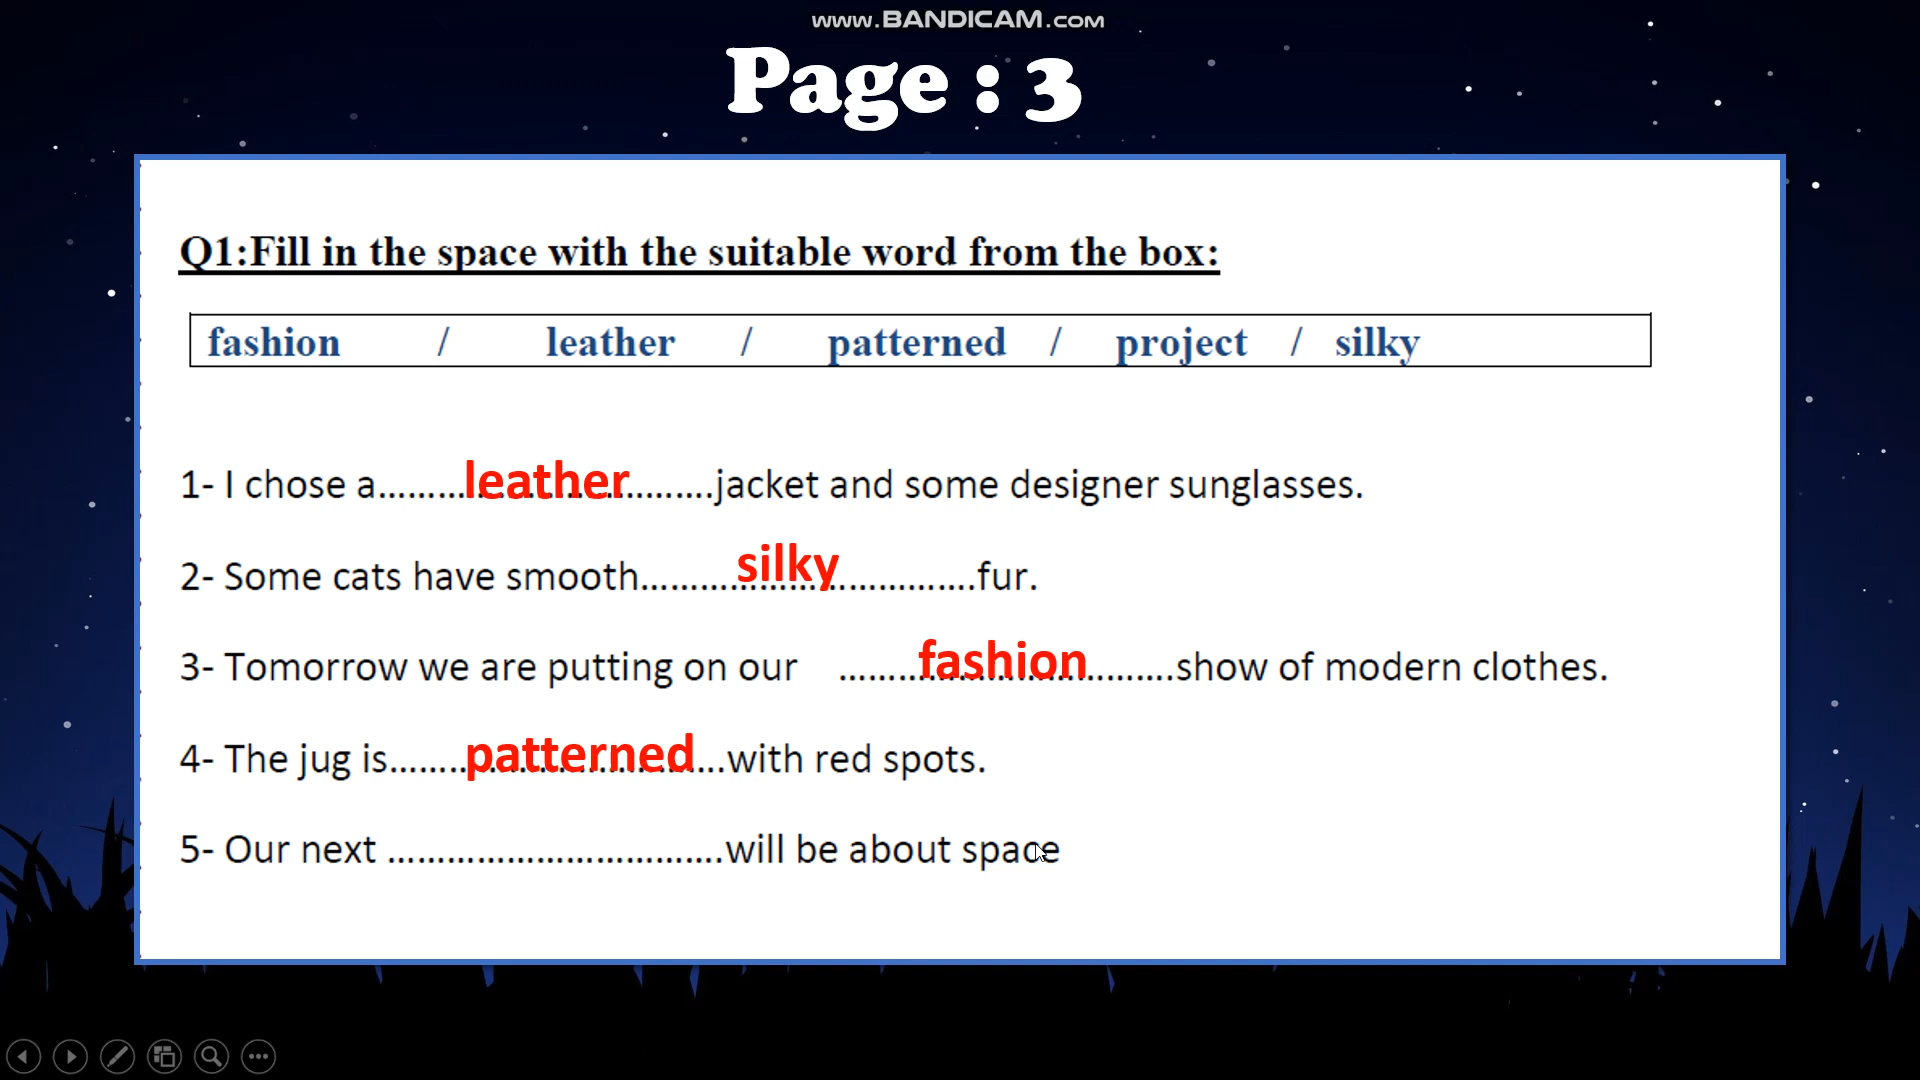 www.BANDICAM.com
Page : 3
Q1:Fill in the space with the suitable word from the box:
fashion / leather / patterned / project / silky
1- I chose a.......leather.......jacket and some designer sunglasses.
2- Some cats have smooth.......silky.......fur.
3- Tomorrow we are putting on our .......fashion.......show of modern clothes.
4- The jug is.......patterned.......with red spots.
5- Our next ..................................will be about space